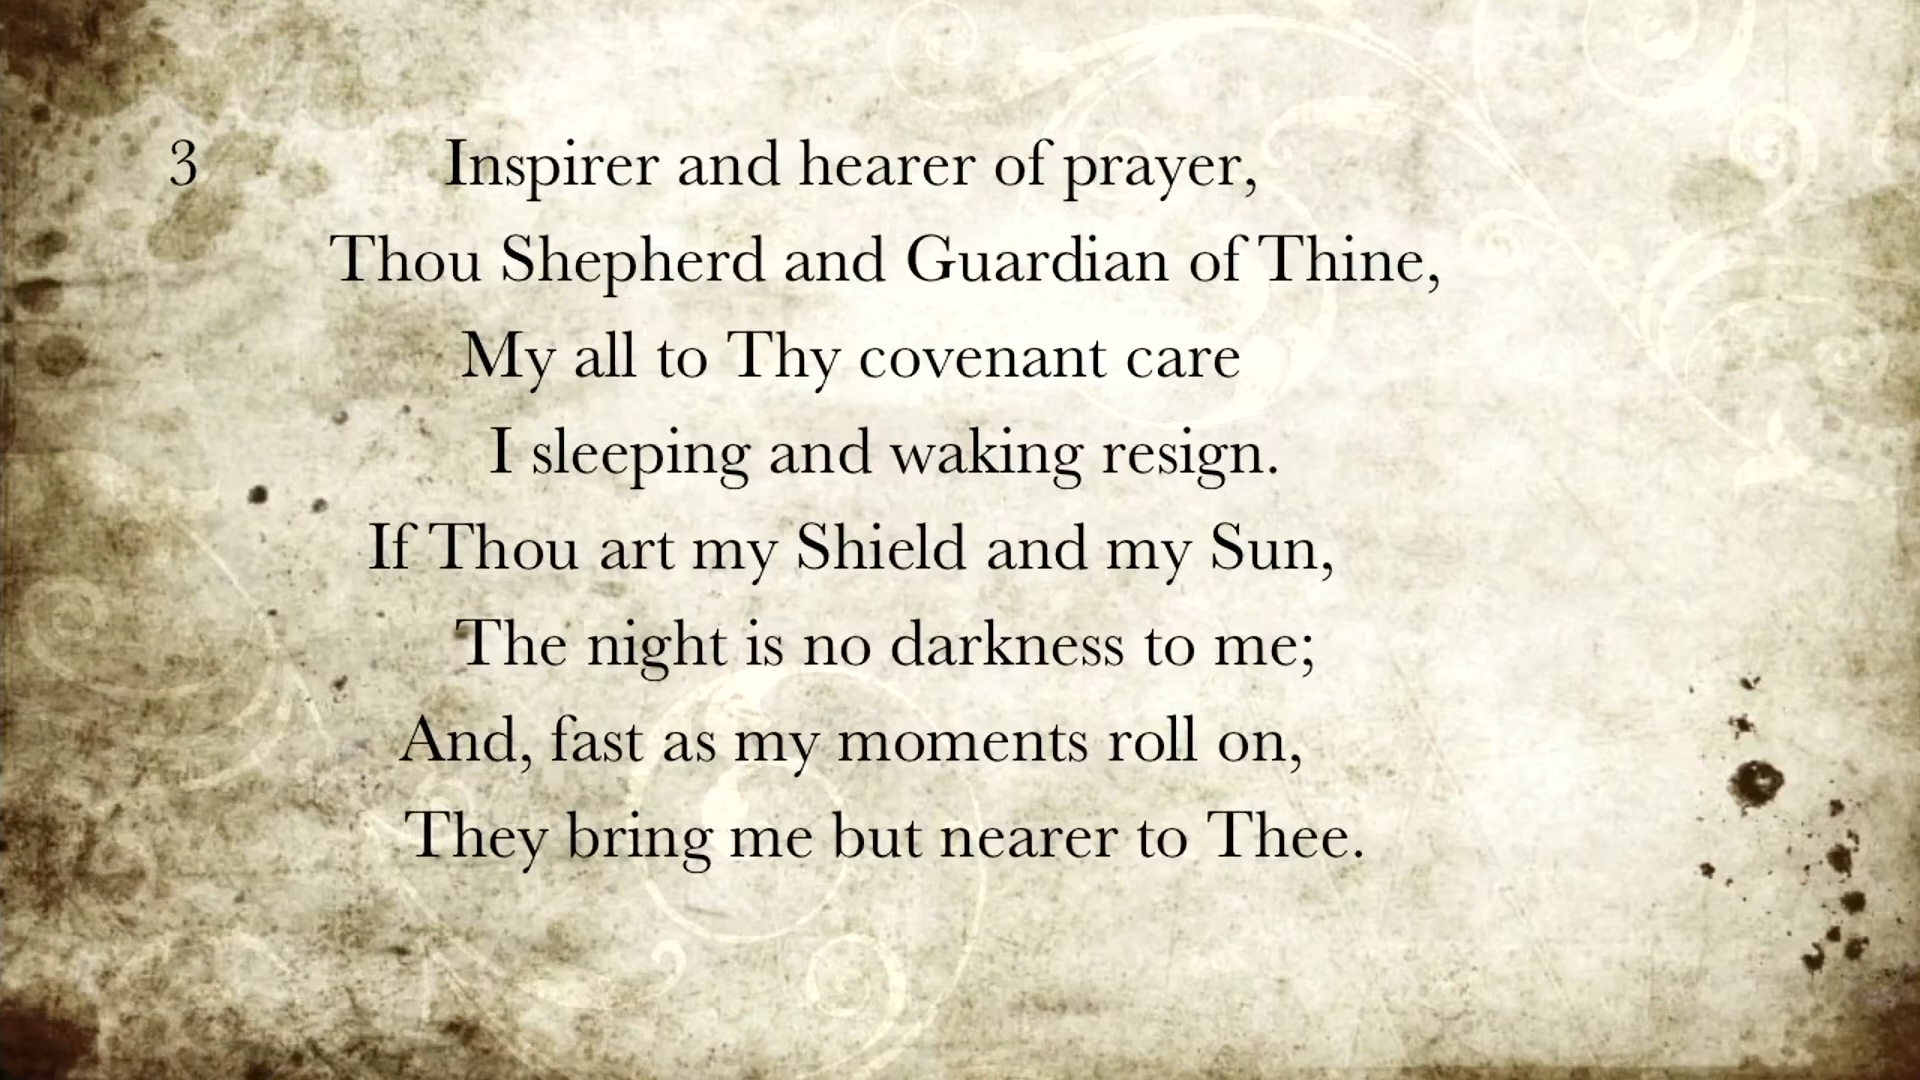 3 Inspirer and hearer of prayer,
Thou Shepherd and Guardian of Thine,
My all to Thy covenant care
I sleeping and waking resign.
If Thou art my Shield and my Sun,
The night is no darkness to me;
And, fast as my moments roll on,
They bring me but nearer to Thee.